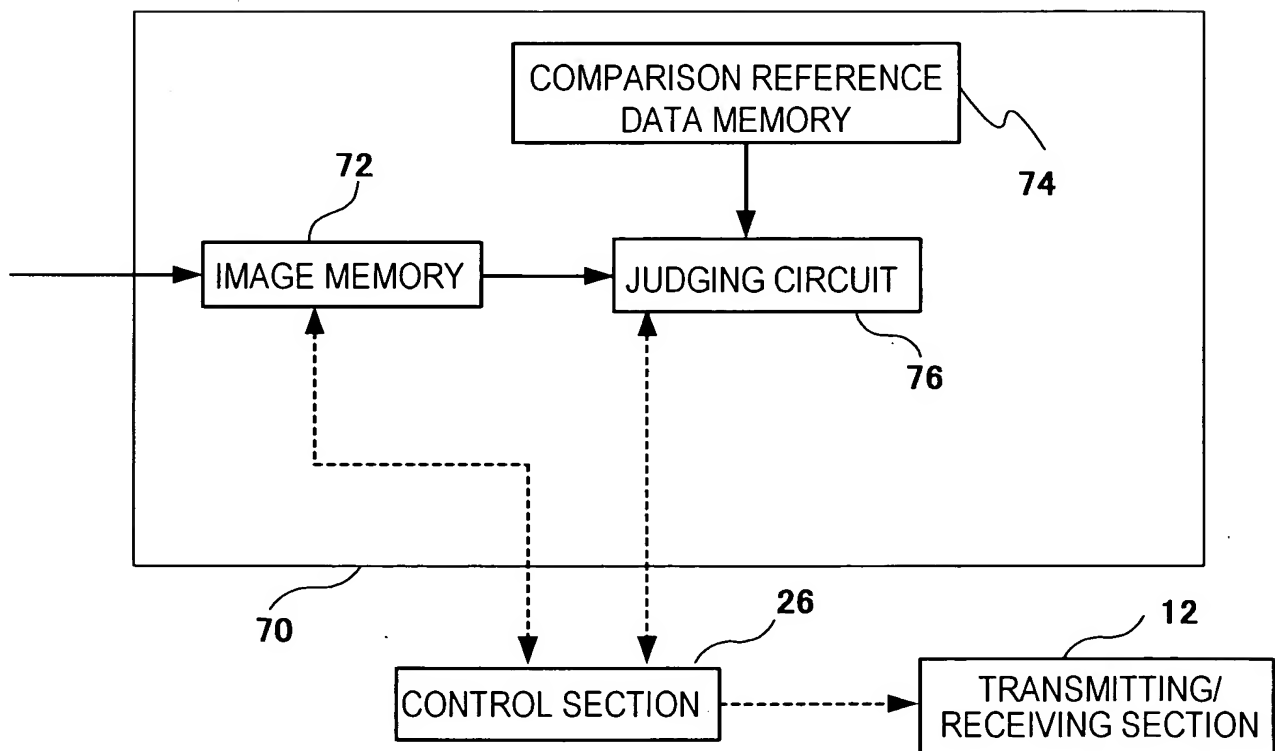 COMPARISON REFERENCE
DATA MEMORY
74
72
IMAGE MEMORY
JUDGING CIRCUIT
76
70
26
12
CONTROL SECTION
TRANSMITTING/
RECEIVING SECTION